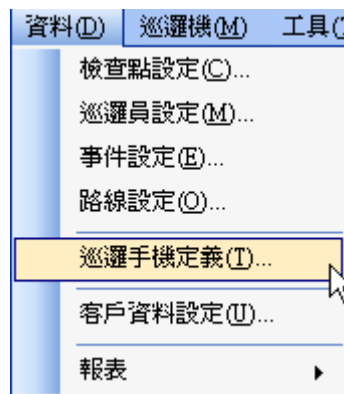 資料(D) 巡邏機(M) 工具(
檢查點設定(C)...
巡邏員設定(M)...
事件設定(E)...
路線設定(O)...
巡邏手機定義(T)...
客戶資料設定(U)...
報表